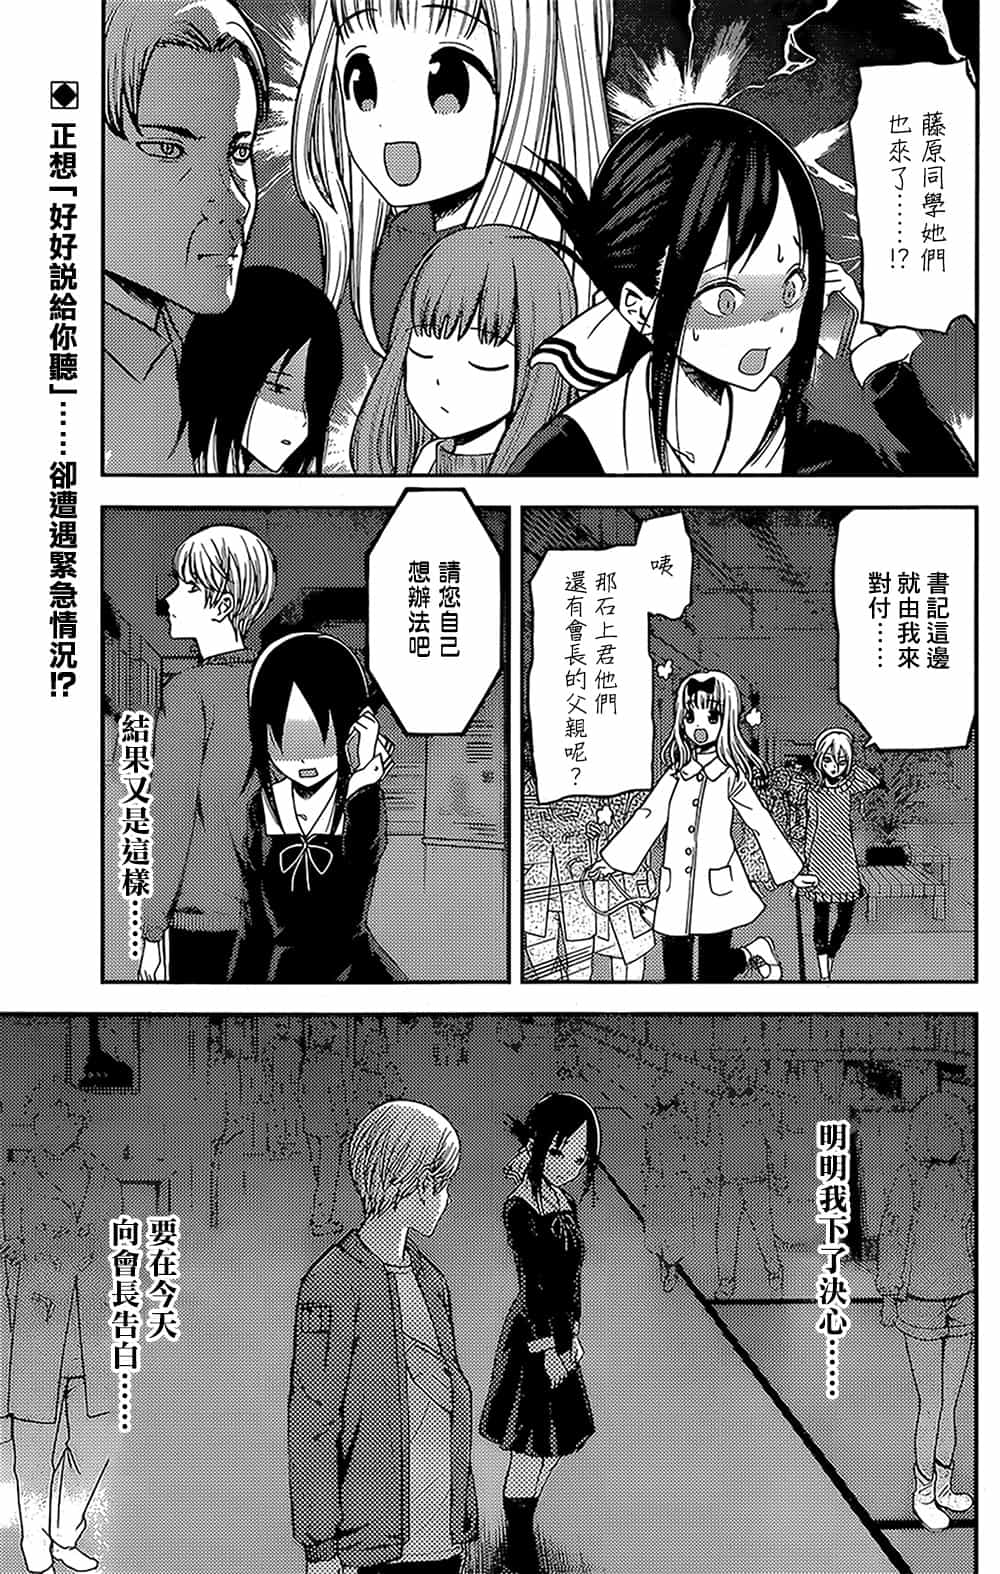 藤原同學她們
也來了……!?
◆正想「好好説給你聽」……卻遭遇緊急情況!?
書記這邊
就由我來
對付……
咦
那石上君他們
還有會長的父親呢？
請您自己
想辦法吧
結果又是這樣……
明明我下了決心……
要在今天
向會長告白……